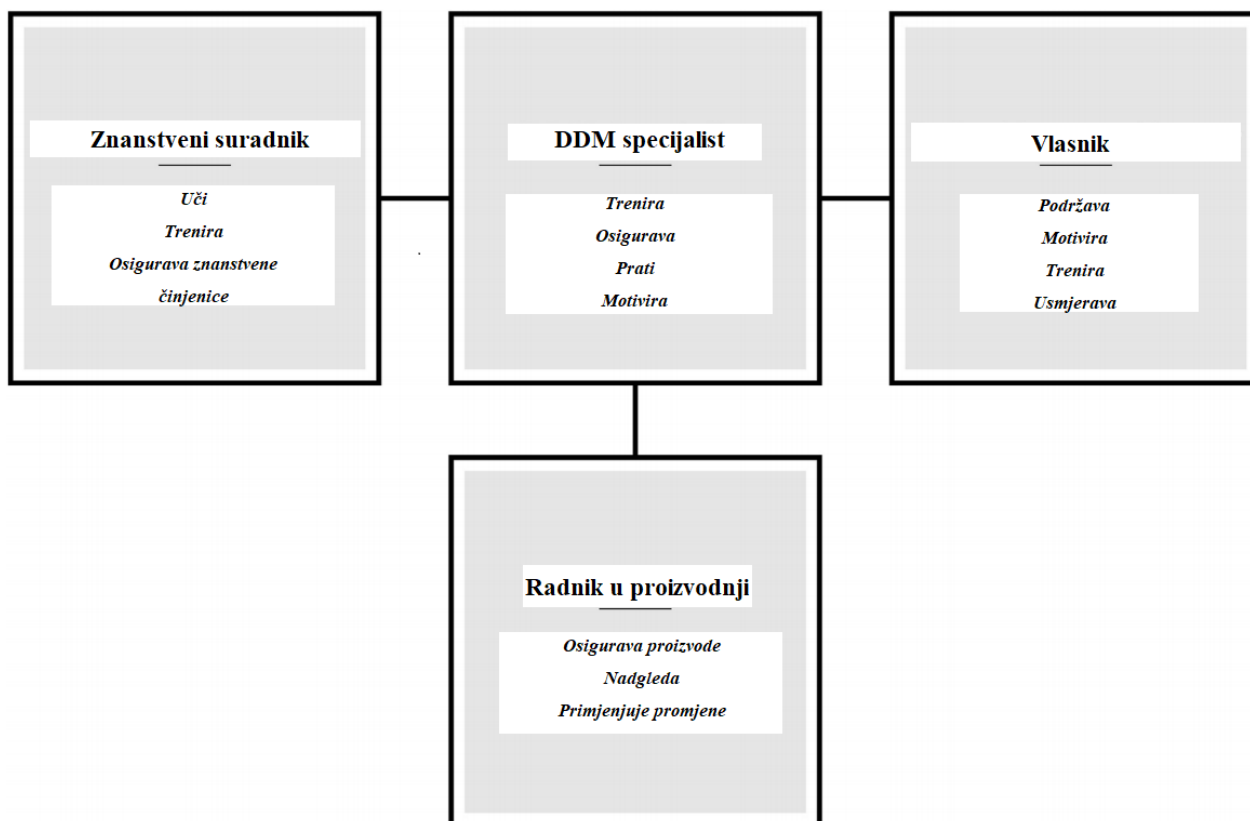 Znanstveni suradnik
Uči
Trenira
Osigurava znanstvene
činjenice
DDM specijalist
Trenira
Osigurava
Prati
Motivira
Vlasnik
Podržava
Motivira
Trenira
Usmjerava
Radnik u proizvodnji
Osigurava proizvode
Nadgleda
Primjenjuje promjene